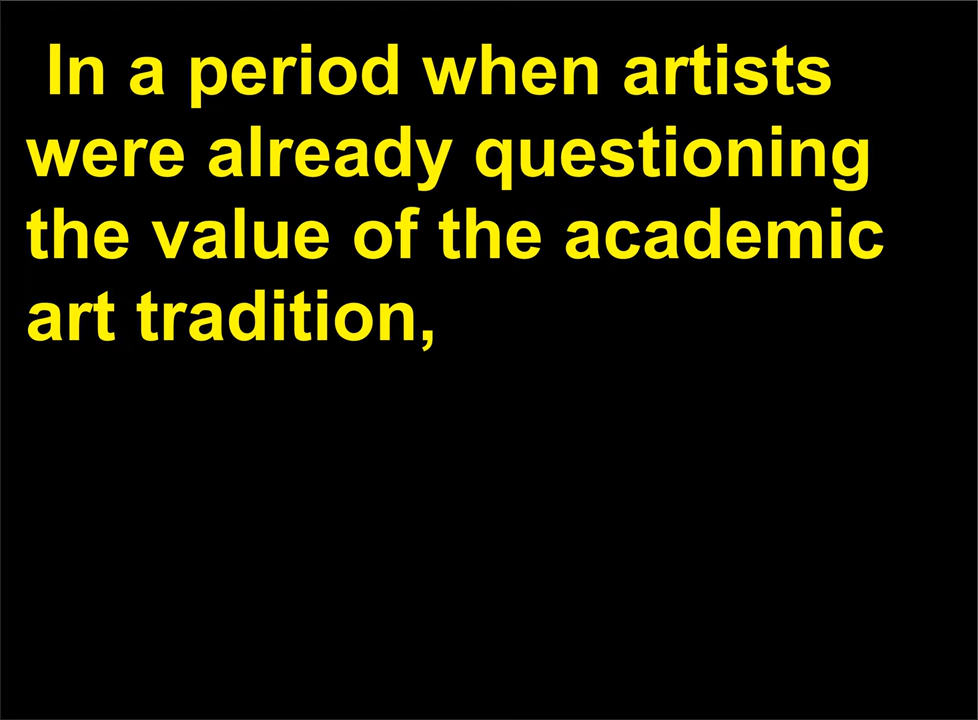 In a period when artists
were already questioning
the value of the academic
art tradition,